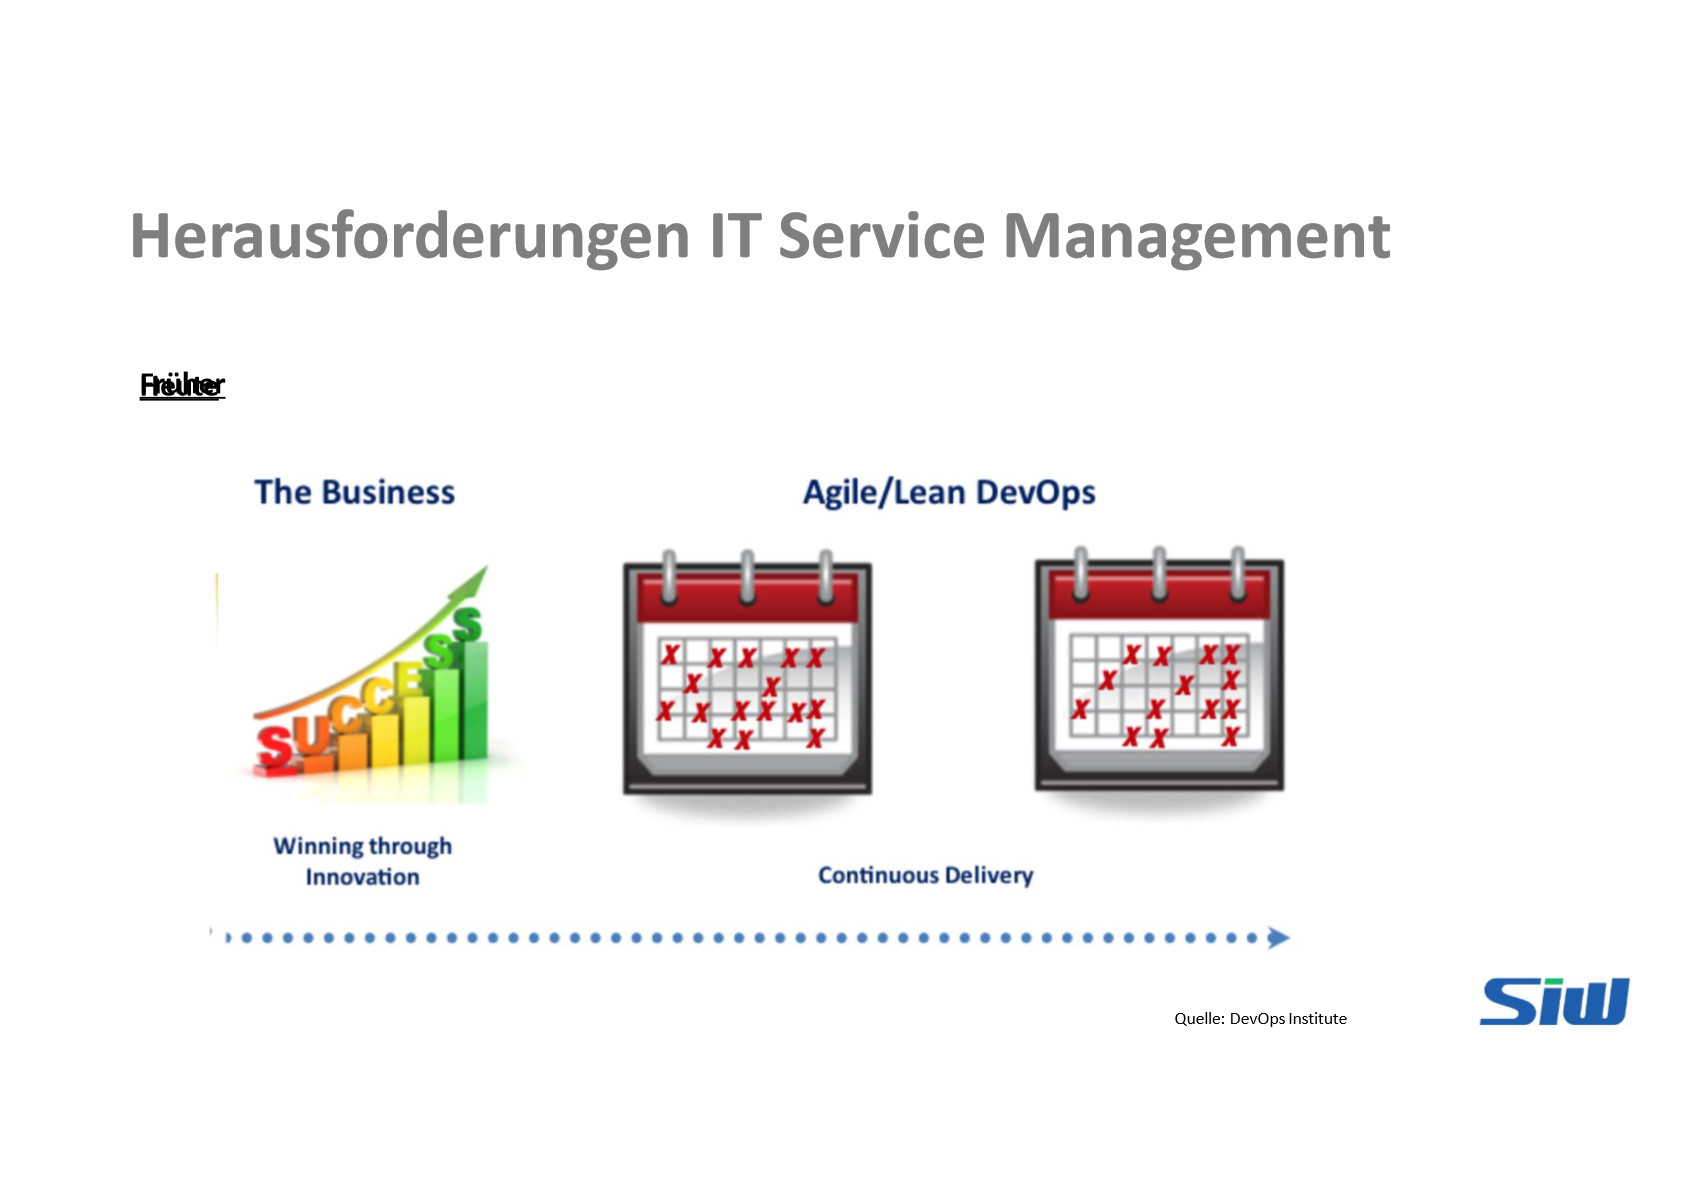 Herausforderungen IT Service Management
Früher
Heute
The Business
Agile/Lean DevOps
SUCCESS
X X X X X
X X
X X X X X X
X X X
X X X X
X X X
X X X X
X X X
Winning through
Innovation
Continuous Delivery
Quelle: DevOps Institute
Siw